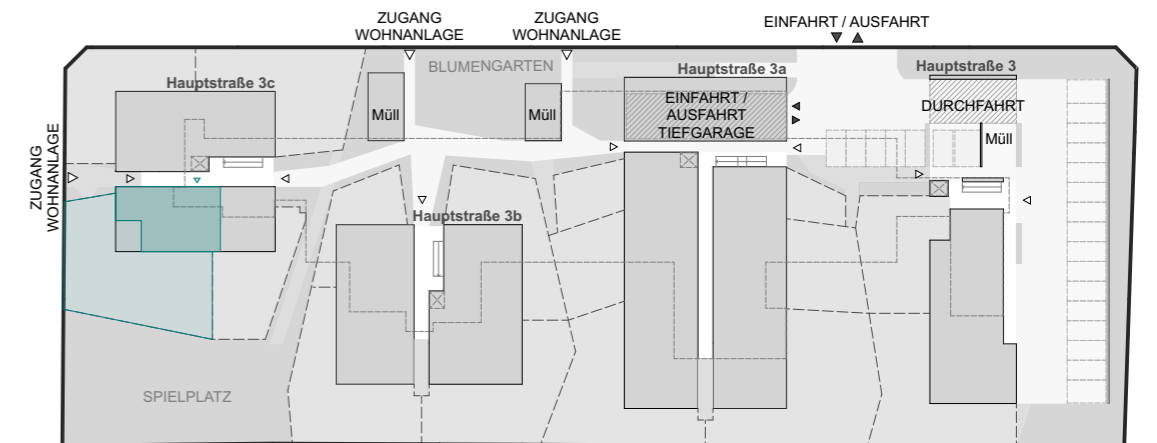 ZUGANG
WOHNANLAGE
ZUGANG
WOHNANLAGE
EINFAHRT / AUSFAHRT
BLUMENGARTEN
Hauptstraße 3c
Hauptstraße 3a
Hauptstraße 3
Müll
Müll
EINFAHRT /
AUSFAHRT
TIEFGARAGE
DURCHFAHRT
Müll
ZUGANG
WOHNANLAGE
Hauptstraße 3b
SPIELPLATZ